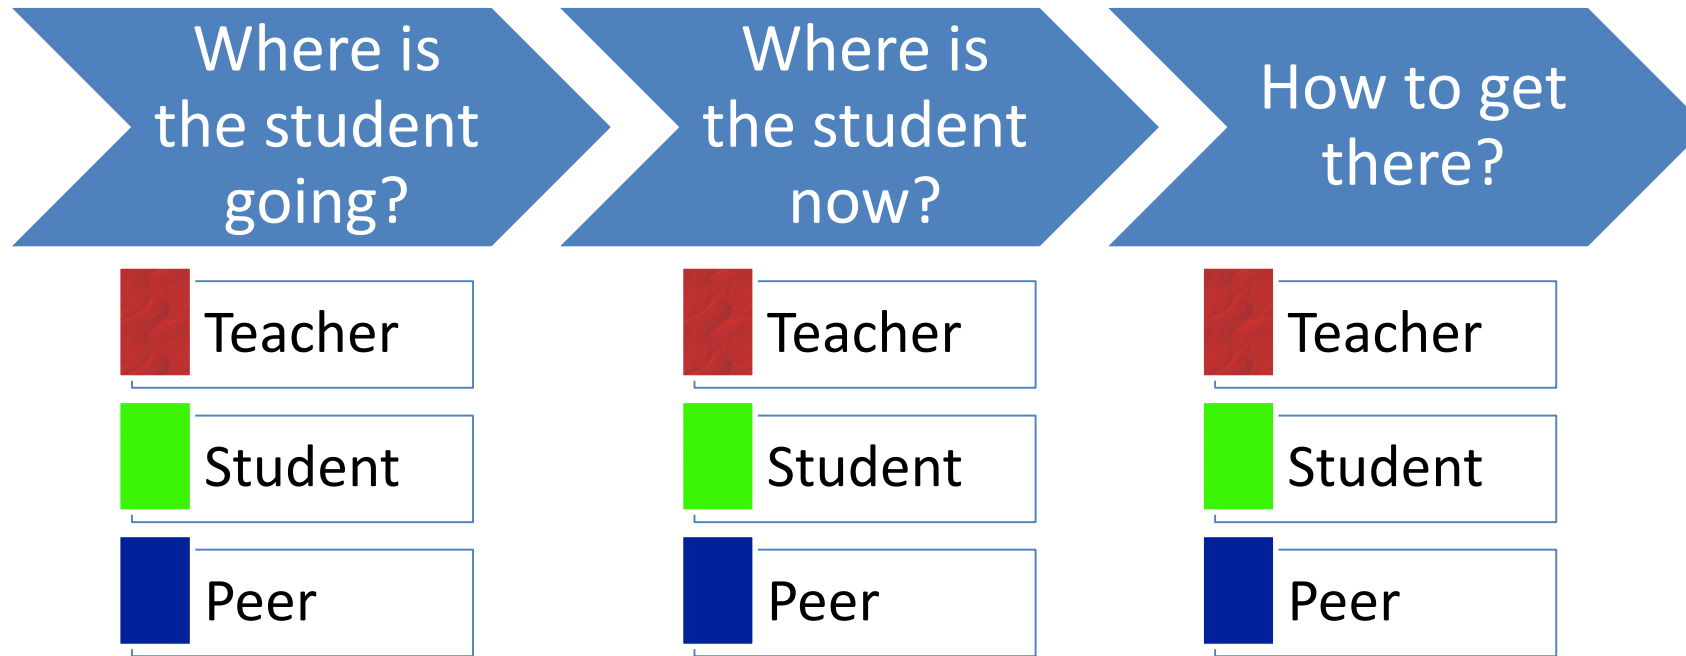 Where is
the student
going?
Where is
the student
now?
How to get
there?
Teacher
Student
Peer
Teacher
Student
Peer
Teacher
Student
Peer